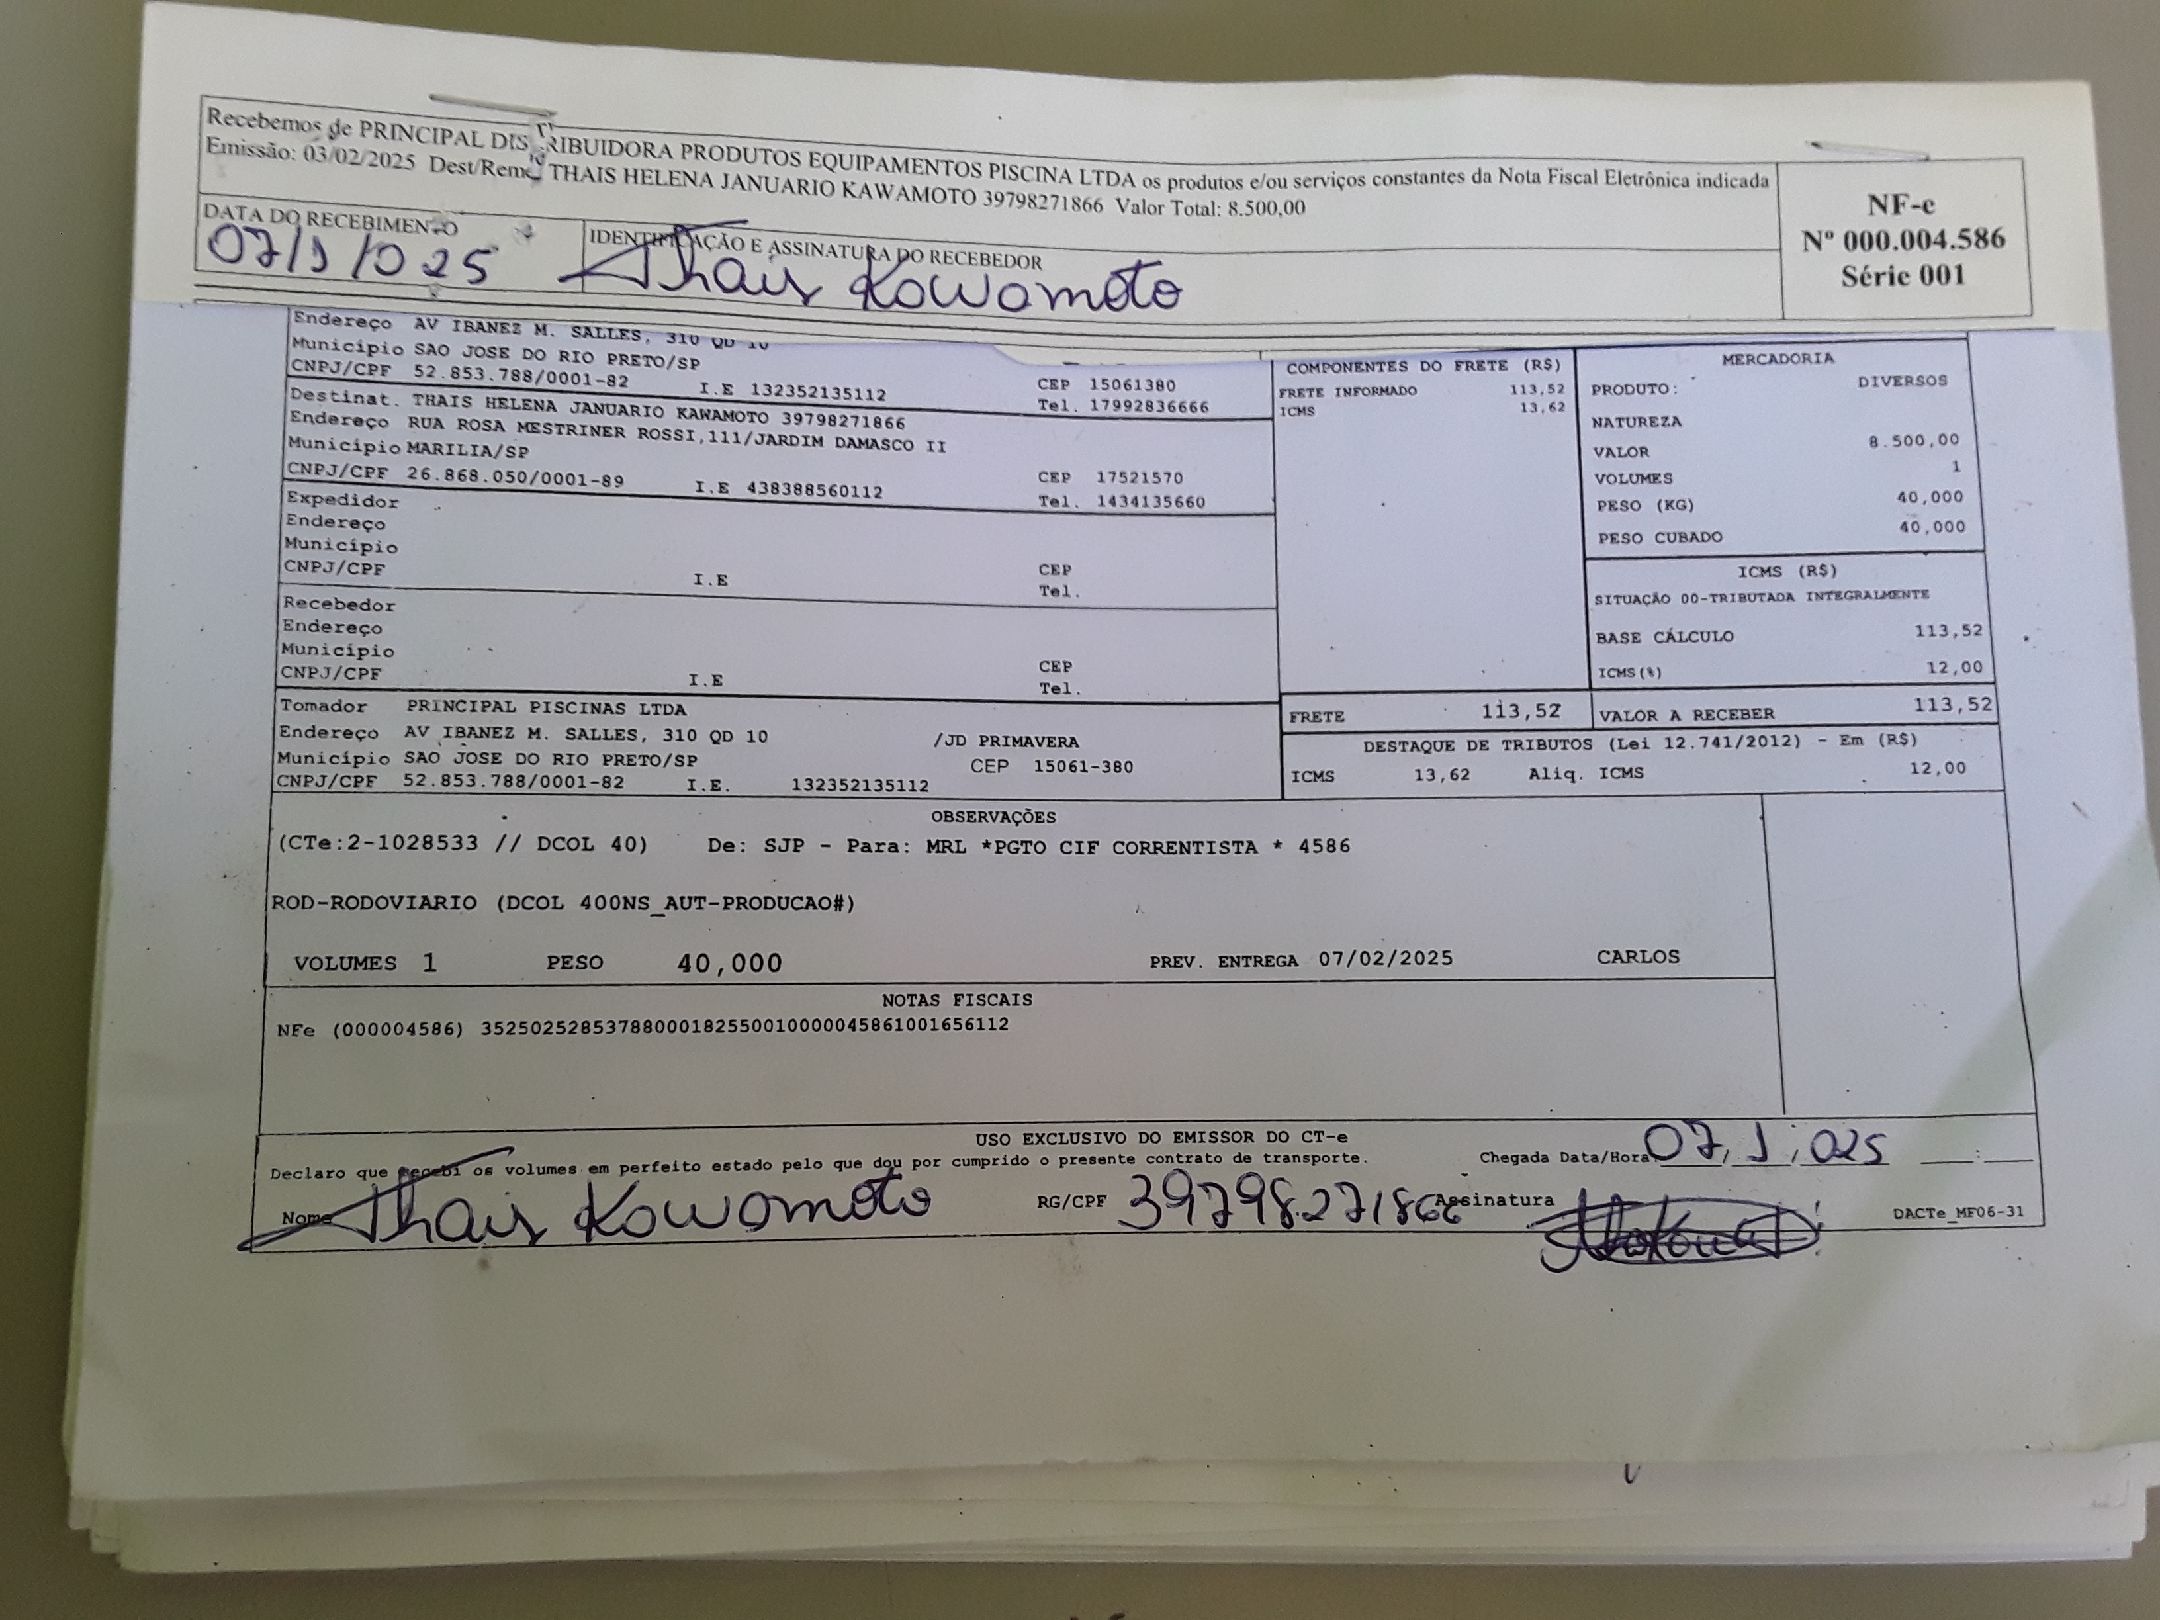 Recebemos de PRINCIPAL DISTRIBUIDORA PRODUTOS EQUIPAMENTOS PISCINA LTDA os produtos e/ou serviços constantes da Nota Fiscal Eletrônica indicada
Emissão: 03/02/2025 Dest/Reme THAIS HELENA JANUARIO KAWAMOTO 39798271866 Valor Total: 8.500,00
NF-e
Nº 000.004.586
Série 001
DATA DO RECEBIMENTO
IDENTIFICAÇÃO E ASSINATURA DO RECEBEDOR
Thais Kowomoto
Endereço AV IBANEZ M. SALLES, 310 QD 10
Município SAO JOSE DO RIO PRETO/SP
CEP 15061380
CNPJ/CPF 52.853.788/0001-82 I.E 132352135112
Tel. 17992836666
Destinat. THAIS HELENA JANUARIO KAWAMOTO 39798271866
Endereço RUA ROSA MESTRINER ROSSI,111/JARDIM DAMASCO II
Município MARILIA/SP
CEP 17521570
CNPJ/CPF 26.868.050/0001-89 I.E 438388560112
Tel. 1434135660
Expedidor
Endereço
Município
CEP
CNPJ/CPF I.E
Tel.
Recebedor
Endereço
Município
CEP
CNPJ/CPF I.E
Tel.
Tomador PRINCIPAL PISCINAS LTDA
Endereço AV IBANEZ M. SALLES, 310 QD 10 /JD PRIMAVERA
Município SAO JOSE DO RIO PRETO/SP CEP 15061-380
CNPJ/CPF 52.853.788/0001-82 I.E. 132352135112
COMPONENTES DO FRETE (R$)
FRETE INFORMADO 113,52
ICMS 13,62
MERCADORIA
PRODUTO: DIVERSOS
NATUREZA
VALOR 8.500,00
VOLUMES 1
PESO (KG) 40,000
PESO CUBADO 40,000
ICMS (R$)
SITUAÇÃO 00-TRIBUTADA INTEGRALMENTE
BASE CÁLCULO 113,52
ICMS(%) 12,00
FRETE 113,52 VALOR A RECEBER 113,52
DESTAQUE DE TRIBUTOS (Lei 12.741/2012) - Em (R$)
ICMS 13,62 Aliq. ICMS 12,00
OBSERVAÇÕES
(CTe:2-1028533 // DCOL 40) De: SJP - Para: MRL *PGTO CIF CORRENTISTA * 4586
ROD-RODOVIARIO (DCOL 400NS_AUT-PRODUCAO#)
VOLUMES 1 PESO 40,000 PREV. ENTREGA 07/02/2025 CARLOS
NOTAS FISCAIS
NFe (000004586) 35250252853788000182550010000045861001656112
USO EXCLUSIVO DO EMISSOR DO CT-e
Declaro que recebi os volumes em perfeito estado pelo que dou por cumprido o presente contrato de transporte. Chegada Data/Hora
Nome Thais Kowomoto RG/CPF 39798271866 Assinatura
DACTe_MF06-31